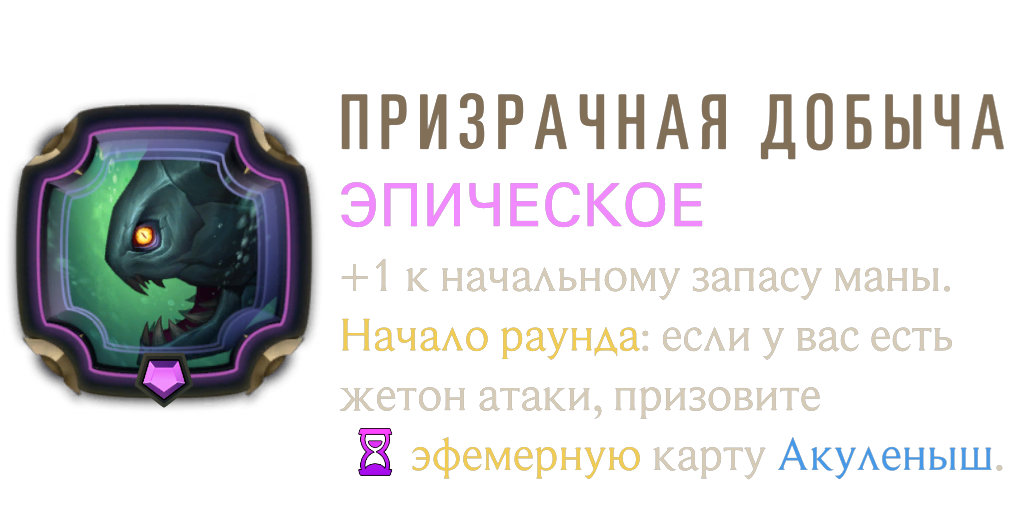 ПРИЗРАЧНАЯ ДОБЫЧА
ЭПИЧЕСКОЕ
+1 к начальному запасу маны.
Начало раунда: если у вас есть
жетон атаки, призовите
эфемерную карту Акуленыш.